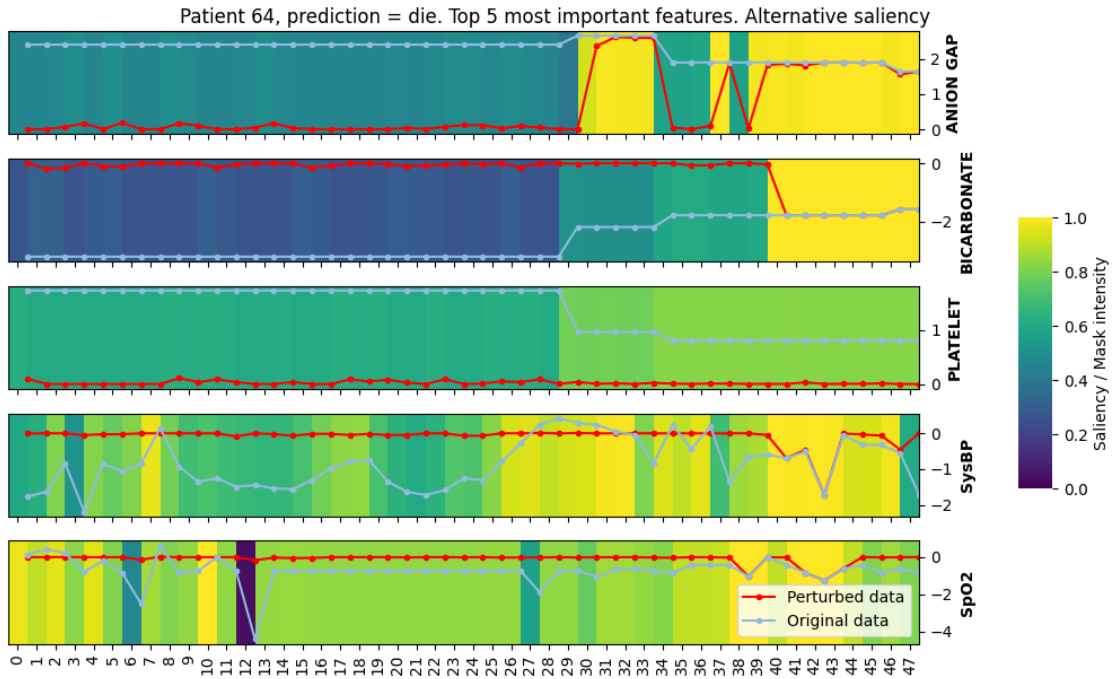 Patient 64, prediction = die. Top 5 most important features. Alternative saliency
2
1
0
ANION GAP
0
−2
BICARBONATE
1
0
PLATELET
0
−1
−2
SysBP
0
−2
−4
SpO2
Perturbed data
Original data
0 1 2 3 4 5 6 7 8 9 10 11 12 13 14 15 16 17 18 19 20 21 22 23 24 25 26 27 28 29 30 31 32 33 34 35 36 37 38 39 40 41 42 43 44 45 46 47
1.0
0.8
0.6
0.4
0.2
0.0
Saliency / Mask intensity